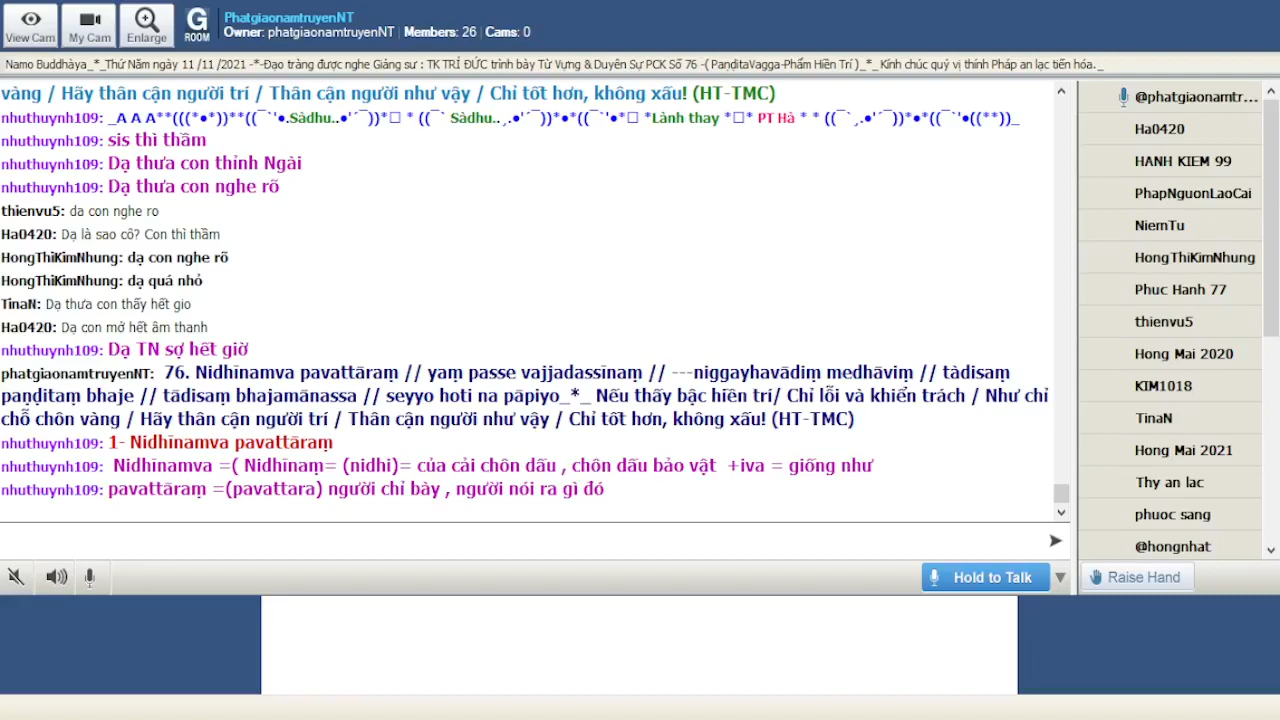 View Cam
My Cam
Enlarge
G
ROOM
PhatgiaonamtruyenNT
Owner: phatgiaonamtruyenNT | Members: 26 | Cams: 0
Namo Buddhàya_*_Thứ Năm ngày 11 /11 /2021 -*-Đạo tràng được nghe Giảng sư : TK TRÍ ĐỨC trình bày Từ Vựng & Duyên Sự PCK Số 76 -( PaṇḍitaVagga-Phẩm Hiền Trí )_*_ Kính chúc quý vị thính Pháp an lạc tiến hóa._
vàng / Hãy thân cận người trí / Thân cận người như vậy / Chỉ tốt hơn, không xấu! (HT-TMC)
nhuthuynh109: _A A A**(((*●*))**((¯`'●.Sàdhu..●'´¯))*□ * ((¯` Sàdhu..¸.●'´¯))*●*((¯`'●*□ *Lành thay *□* PT Hà * * ((¯`¸.●'´¯))*●*((¯`'●((**))_
nhuthuynh109: sis thì thầm
nhuthuynh109: Dạ thưa con thỉnh Ngài
nhuthuynh109: Dạ thưa con nghe rõ
thienvu5: da con nghe ro
Ha0420: Dạ là sao cô? Con thì thầm
HongThiKimNhung: dạ con nghe rõ
HongThiKimNhung: dạ quá nhỏ
TinaN: Dạ thưa con thấy hết gio
Ha0420: Dạ con mở hết âm thanh
nhuthuynh109: Dạ TN sợ hết giờ
phatgiaonamtruyenNT: 76. Nidhīnamva pavattāraṃ // yaṃ passe vajjadassīnaṃ // ---niggayhavādiṃ medhāviṃ // tàdisaṃ
paṇḍitaṃ bhaje // tādisaṃ bhajamānassa // seyyo hoti na pāpiyo_*_ Nếu thấy bậc hiền trí/ Chỉ lỗi và khiển trách / Như chỉ
chỗ chôn vàng / Hãy thân cận người trí / Thân cận người như vậy / Chỉ tốt hơn, không xấu! (HT-TMC)
nhuthuynh109: 1- Nidhīnamva pavattāraṃ
nhuthuynh109: Nidhīnamva =( Nidhīnaṃ= (nidhi)= của cải chôn dấu , chôn dấu bảo vật +iva = giống như
nhuthuynh109: pavattāraṃ =(pavattara) người chỉ bày , người nói ra gì đó
@phatgiaonamtr...
Ha0420
HANH KIEM 99
PhapNguonLaoCai
NiemTu
HongThiKimNhung
Phuc Hanh 77
thienvu5
Hong Mai 2020
KIM1018
TinaN
Hong Mai 2021
Thy an lac
phuoc sang
@hongnhat
Hold to Talk
Raise Hand